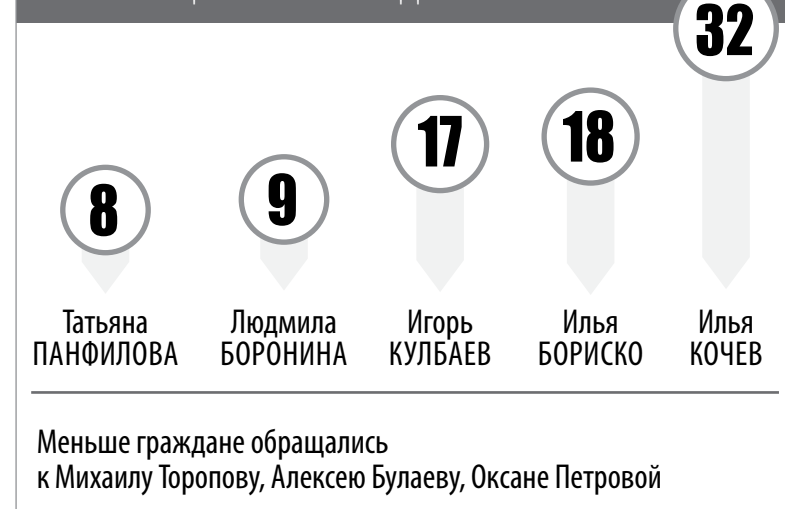 32
17
18
8
9
Татьяна
ПАНФИЛОВА
Людмила
БОРОНИНА
Игорь
КУЛБАЕВ
Илья
БОРИСКО
Илья
КОЧЕВ
Меньше граждане обращались
к Михаилу Торопову, Алексею Булаеву, Оксане Петровой